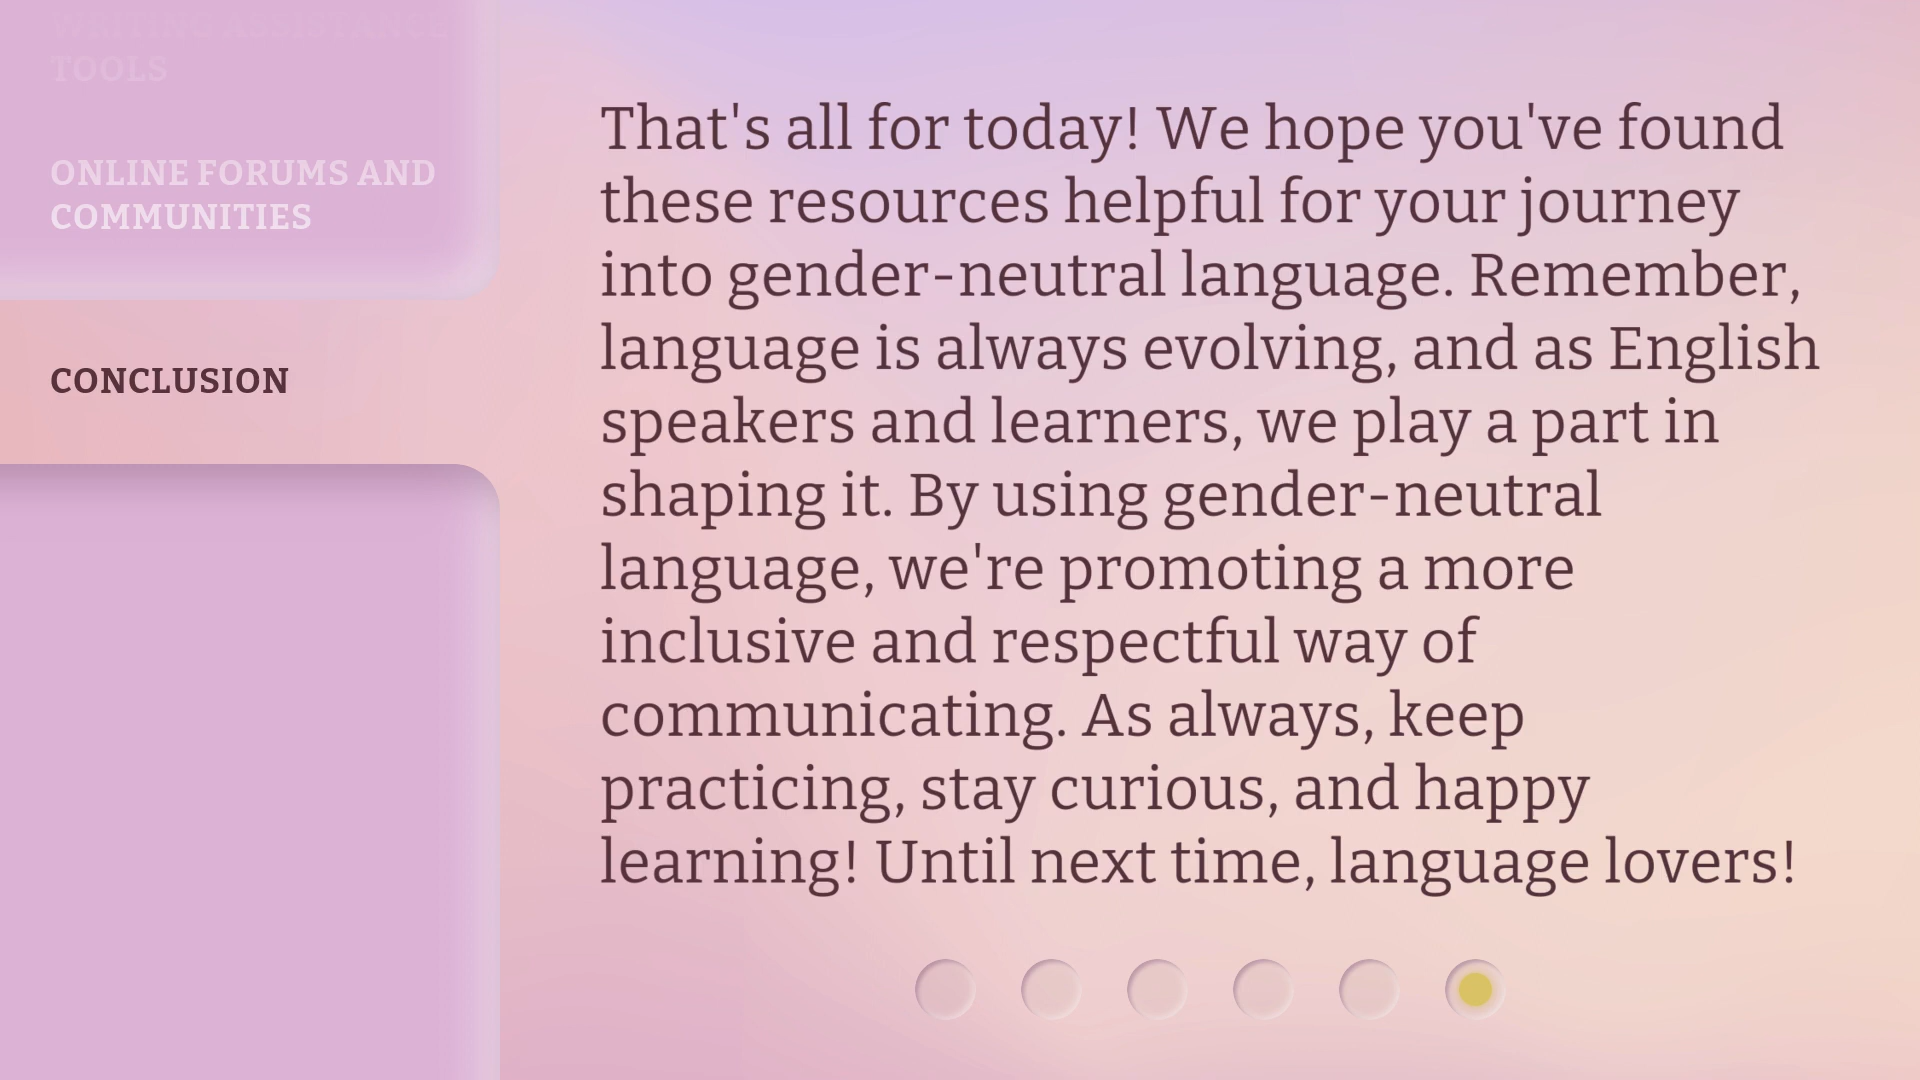 WRITING ASSISTANCE
TOOLS
ONLINE FORUMS AND
COMMUNITIES
CONCLUSION
That's all for today! We hope you've found
these resources helpful for your journey
into gender-neutral language. Remember,
language is always evolving, and as English
speakers and learners, we play a part in
shaping it. By using gender-neutral
language, we're promoting a more
inclusive and respectful way of
communicating. As always, keep
practicing, stay curious, and happy
learning! Until next time, language lovers!